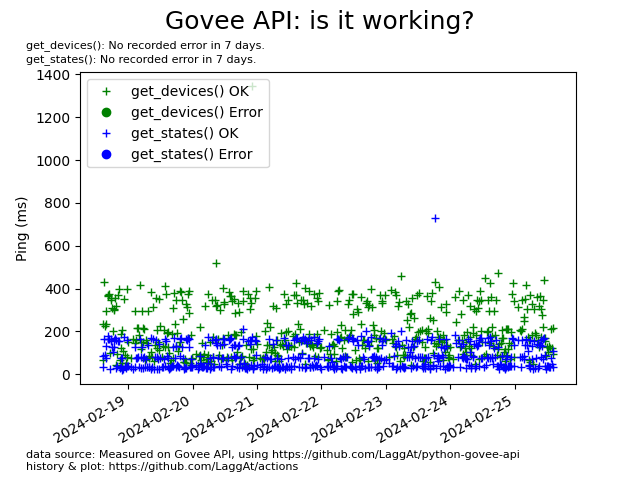 Govee API: is it working?
get_devices(): No recorded error in 7 days.
get_states(): No recorded error in 7 days.
get_devices() OK
get_devices() Error
get_states() OK
get_states() Error
Ping (ms)
1400
1200
1000
800
600
400
200
0
2024-02-19
2024-02-20
2024-02-21
2024-02-22
2024-02-23
2024-02-24
2024-02-25
data source: Measured on Govee API, using https://github.com/LaggAt/python-govee-api
history & plot: https://github.com/LaggAt/actions